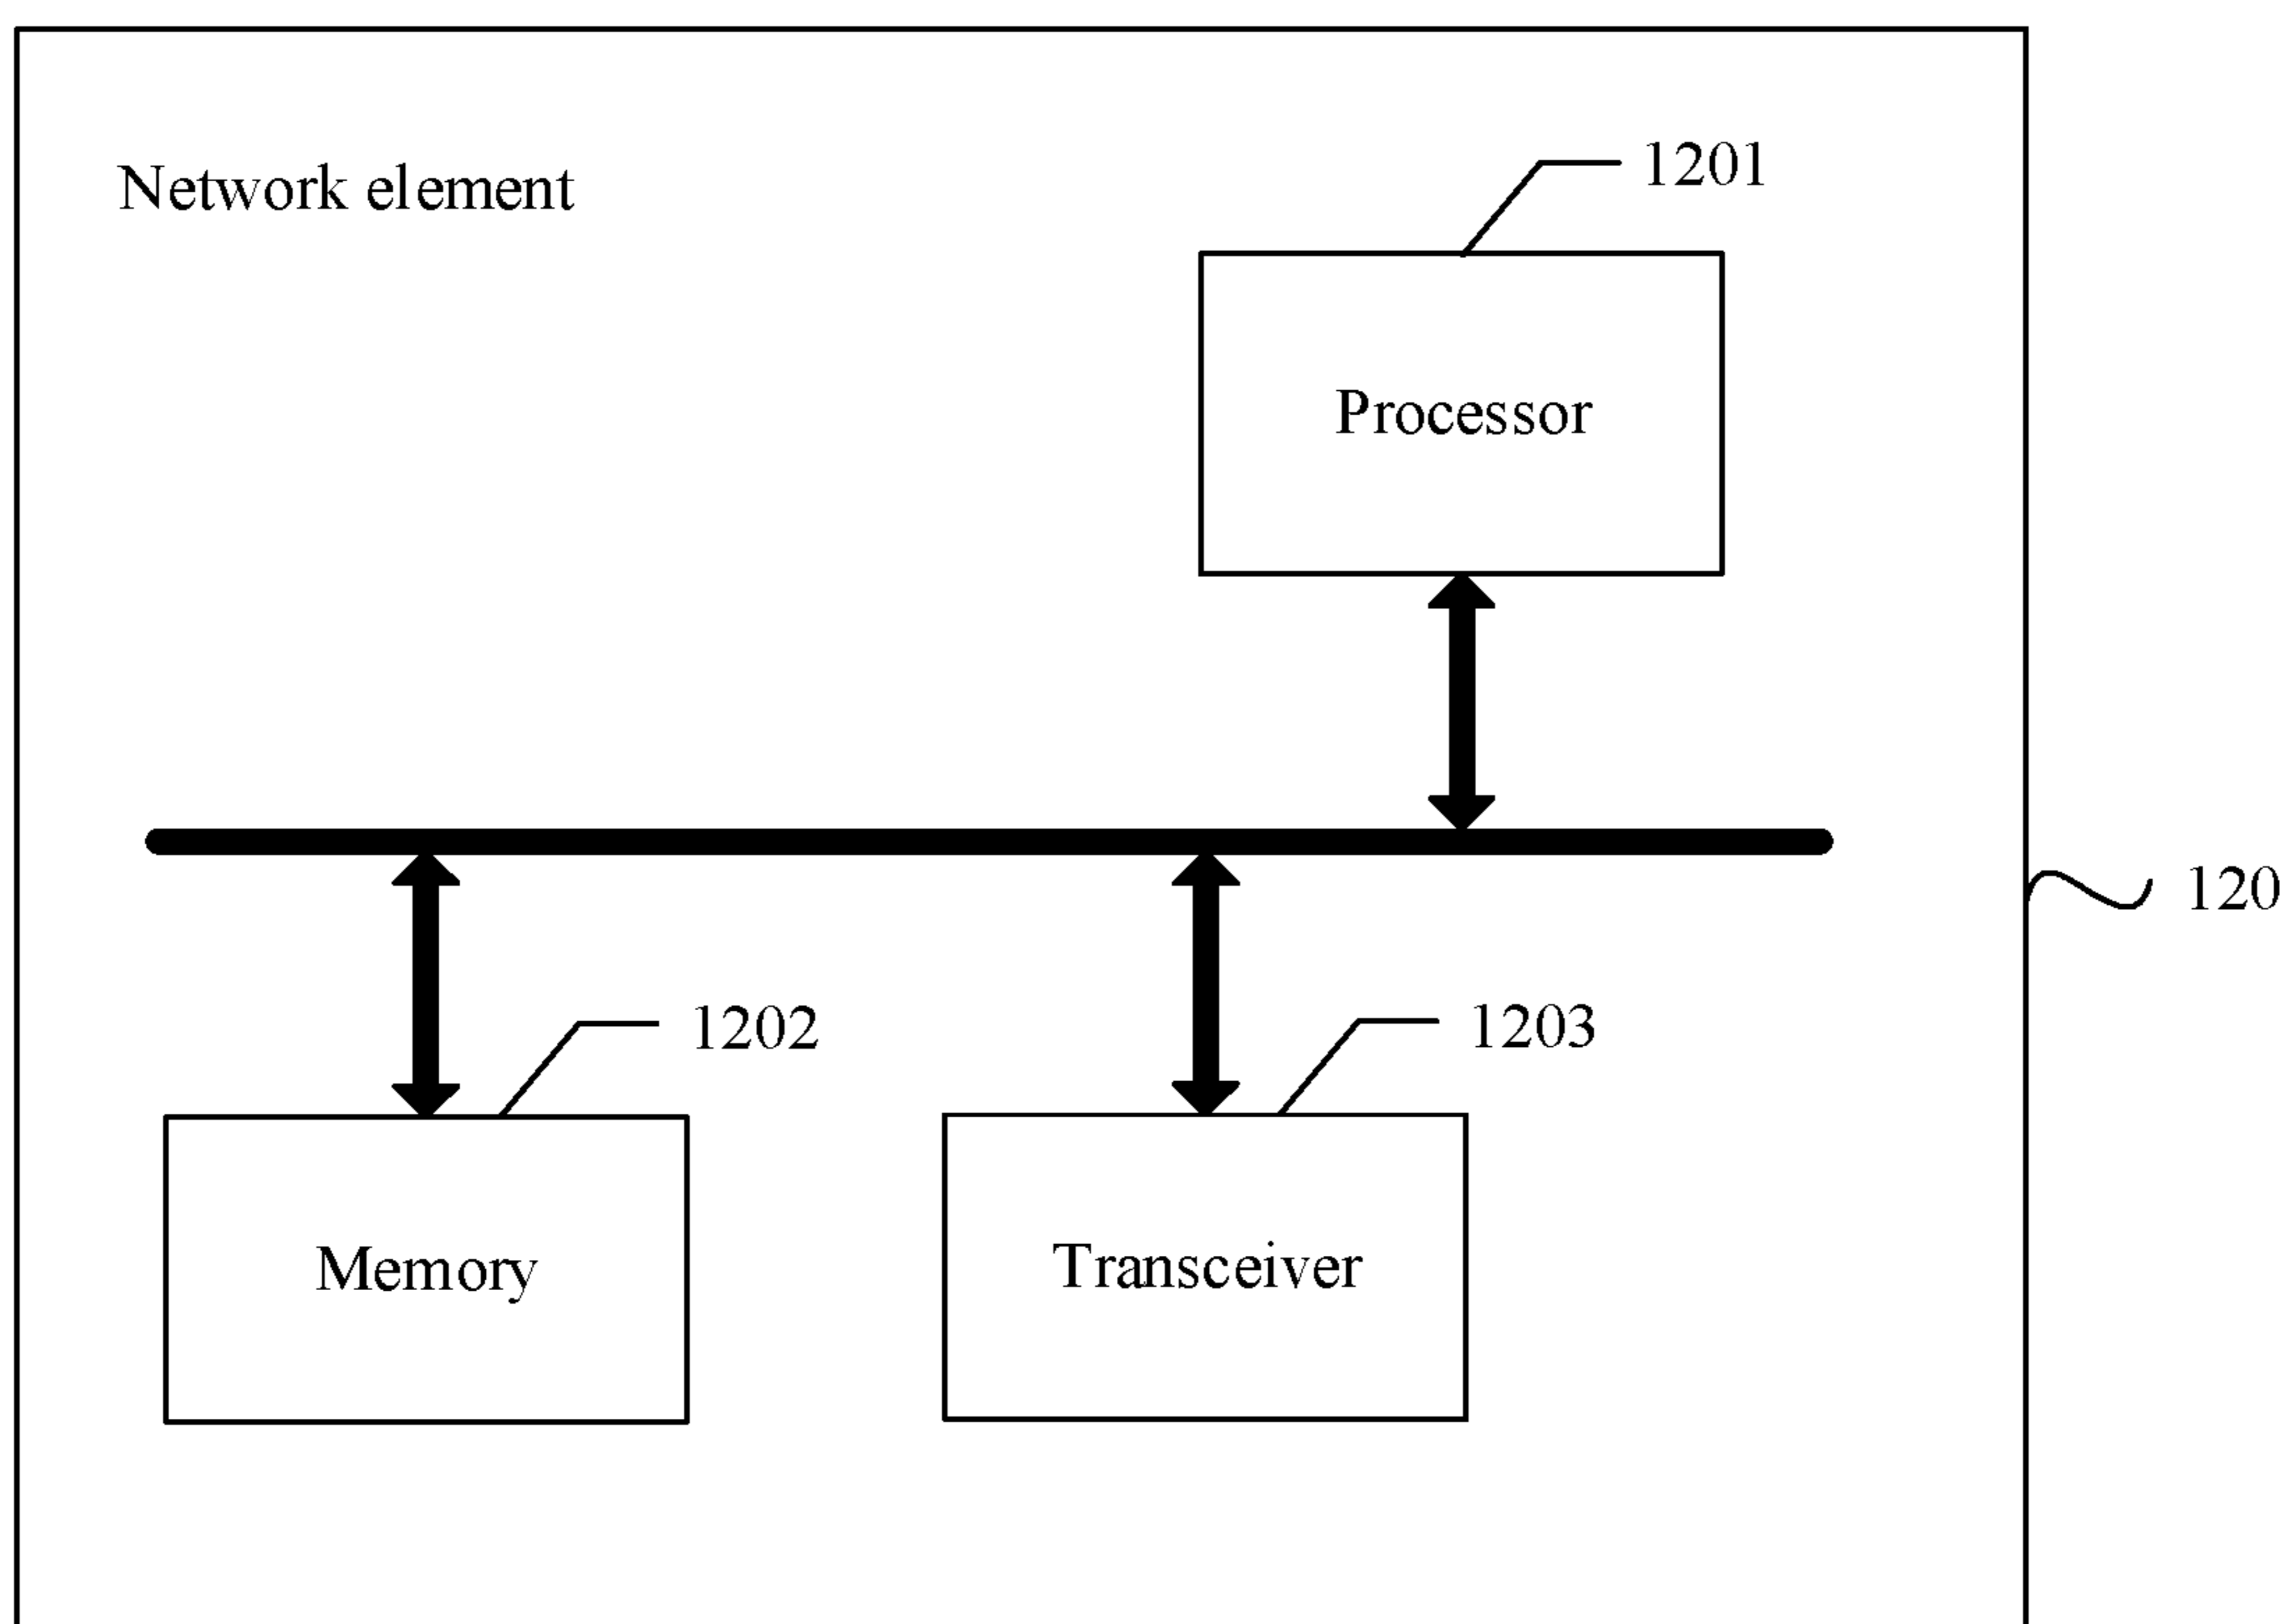 Network element
1201
Processor
120
1202
1203
Memory
Transceiver